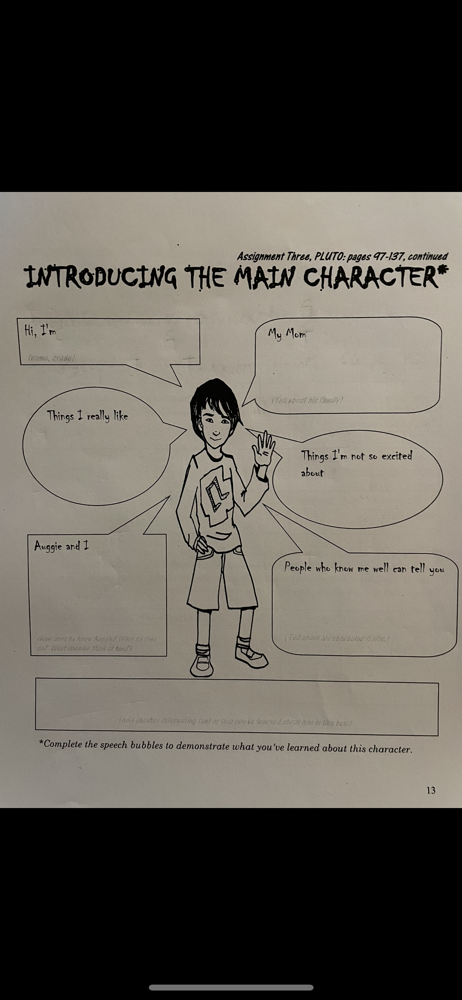 Assignment Three, PLUTO: pages 97-137, continued
INTRODUCING THE MAIN CHARACTER*
Hi, I'm
(name, grade)
My Mom
(Tell about his family)
Things I really like
Things I'm not so excited
about
Auggie and I
(How does he know Auggie? What do they
do? What does he think of him?)
People who know me well can tell you
(Tell about his character traits.)
(Add another interesting fact or two you've learned about him in this box.)
*Complete the speech bubbles to demonstrate what you've learned about this character.
13